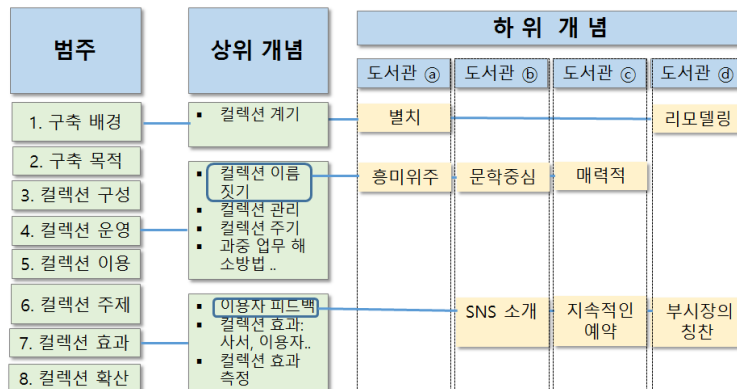 범주
상위 개념
하위 개념
도서관 ⓐ
도서관 ⓑ
도서관 ⓒ
도서관 ⓓ
1. 구축 배경
▪ 컬렉션 계기
별치
리모델링
2. 구축 목적
3. 컬렉션 구성
4. 컬렉션 운영
5. 컬렉션 이용
▪ 컬렉션 이름
짓기
▪ 컬렉션 관리
▪ 컬렉션 주기
▪ 과중 업무 해
소방법 ..
흥미위주
문학중심
매력적
6. 컬렉션 주제
7. 컬렉션 효과
8. 컬렉션 확산
▪ 이용자 피드백
▪ 컬렉션 효과:
사서, 이용자..
▪ 컬렉션 효과
측정
SNS 소개
지속적인
예약
부시장의
칭찬